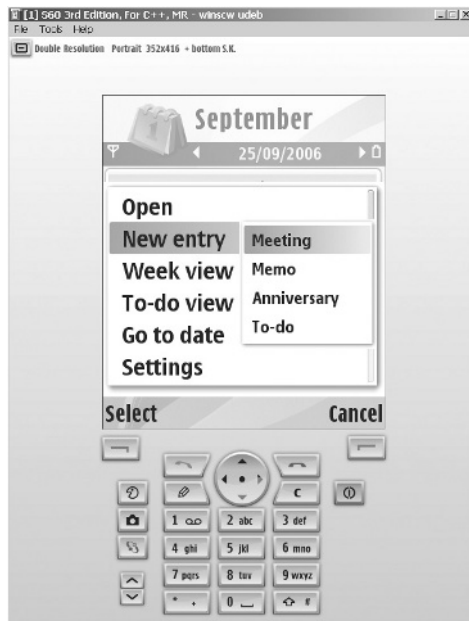 [1] S60 3rd Edition, For C++, MR - winscw udeb
File Tools Help
Double Resolution Portrait 352x416 + bottom S.K.
September
25/09/2006
Open
New entry
Meeting
Week view
Memo
To-do view
Anniversary
Go to date
To-do
Settings
Select Cancel
C
1 2 abc 3 def
4 ghi 5 jkl 6 mno
7 pqrs 8 tuv 9 wxyz
* + 0 #